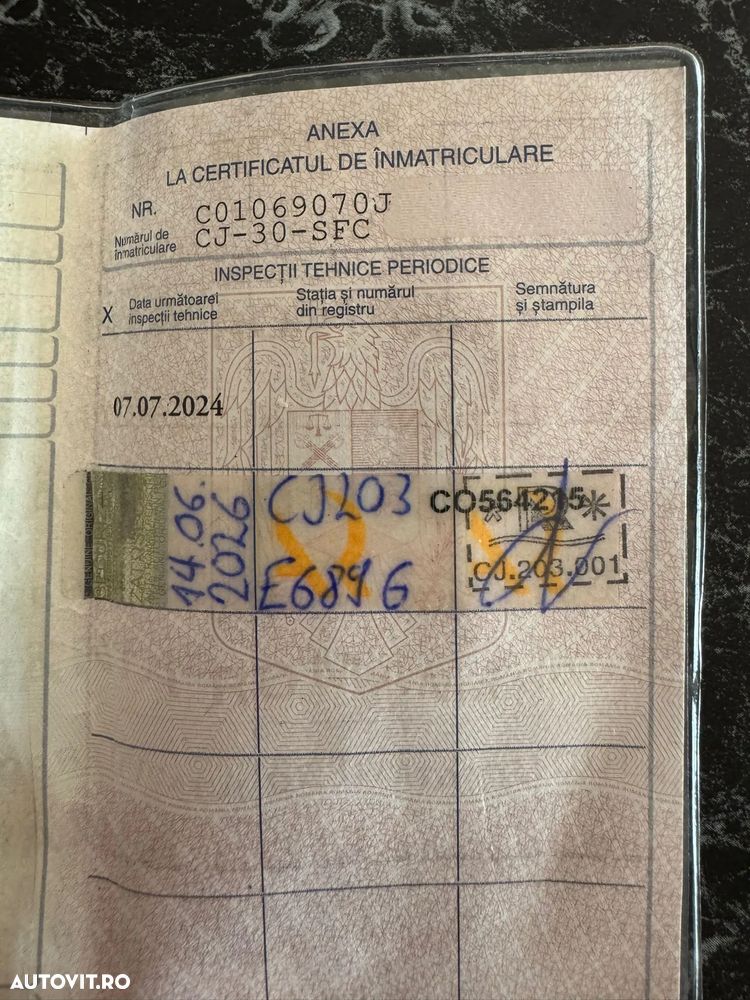 ANEXA
LA CERTIFICATUL DE ÎNMATRICULARE
NR. C01069070J
Numărul de înmatriculare CJ-30-SFC
INSPECȚII TEHNICE PERIODICE
X Data următoarei inspecții tehnice
Stația și numărul din registru
Semnătura și ștampila
07.07.2024
14.06.2026
CJ203
E6896
CO564215
CJ.203.001
AUTOVIT.RO